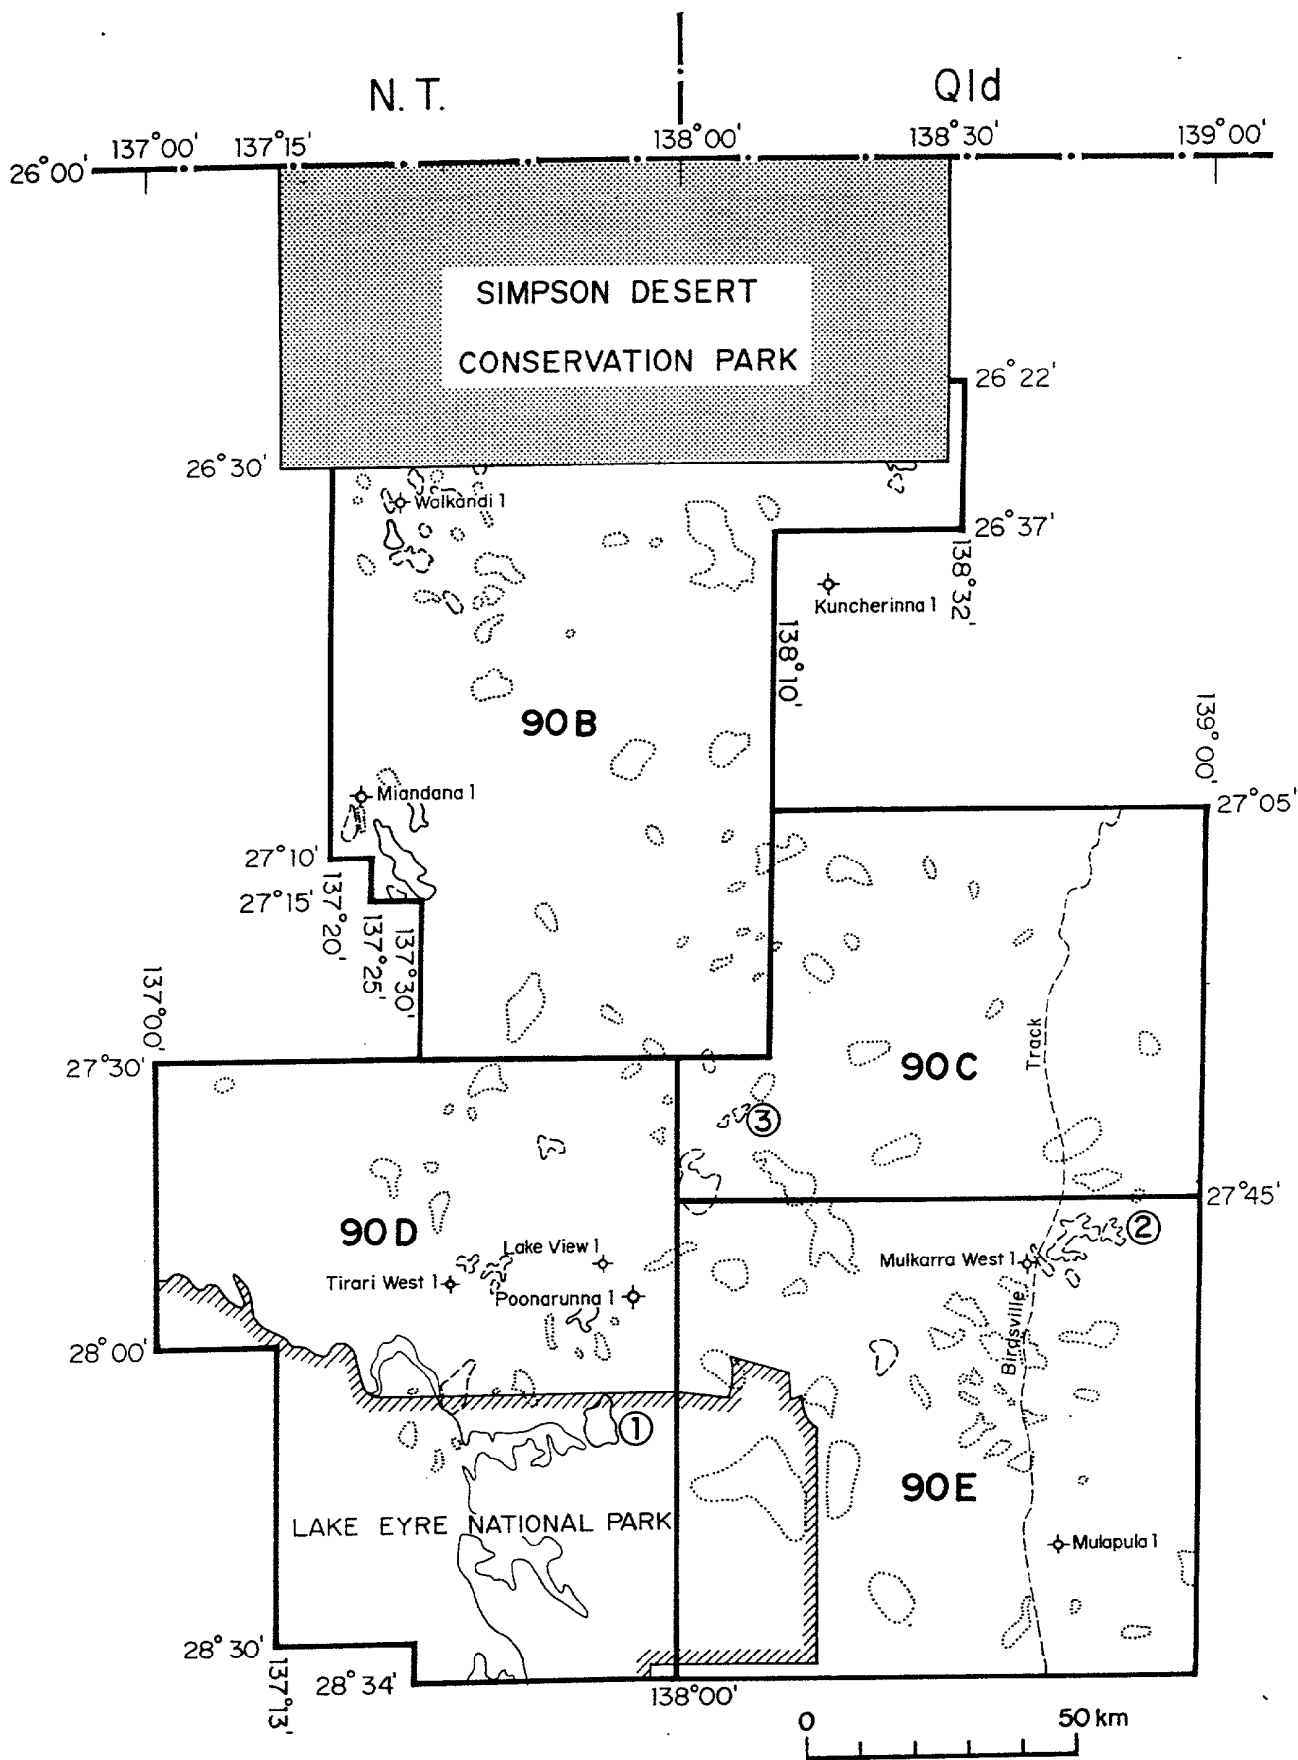 N. T.
Qld
137°00'
137°15'
138°00'
138°30'
139°00'
26°00'
SIMPSON DESERT
CONSERVATION PARK
26°22'
26°30'
Walkandi 1
26°37'
138°32'
Kuncherinna 1
138°10'
90B
139°00'
Miandana 1
27°05'
27°10'
27°15'
137°20'
137°25'
137°30'
137°00'
27°30'
90C
Track
3
27°45'
90D
2
Lake View 1
Mulkarra West 1
Tirari West 1
Poonarunna 1
Birdsville
28°00'
1
90E
LAKE EYRE NATIONAL PARK
Mulapula 1
28°30'
28°34'
137°13'
138°00'
0
50 km